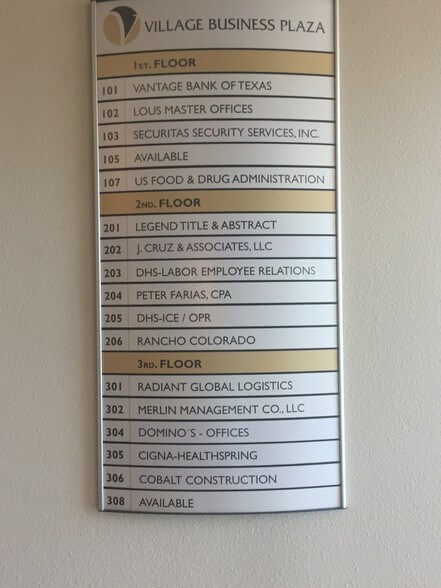 VILLAGE BUSINESS PLAZA
1ST. FLOOR
101 VANTAGE BANK OF TEXAS
102 LOUS MASTER OFFICES
103 SECURITAS SECURITY SERVICES, INC.
105 AVAILABLE
107 US FOOD & DRUG ADMINISTRATION
2ND. FLOOR
201 LEGEND TITLE & ABSTRACT
202 J. CRUZ & ASSOCIATES, LLC
203 DHS-LABOR EMPLOYEE RELATIONS
204 PETER FARIAS, CPA
205 DHS-ICE / OPR
206 RANCHO COLORADO
3RD. FLOOR
301 RADIANT GLOBAL LOGISTICS
302 MERLIN MANAGEMENT CO., LLC
304 DOMINO´S - OFFICES
305 CIGNA-HEALTHSPRING
306 COBALT CONSTRUCTION
308 AVAILABLE